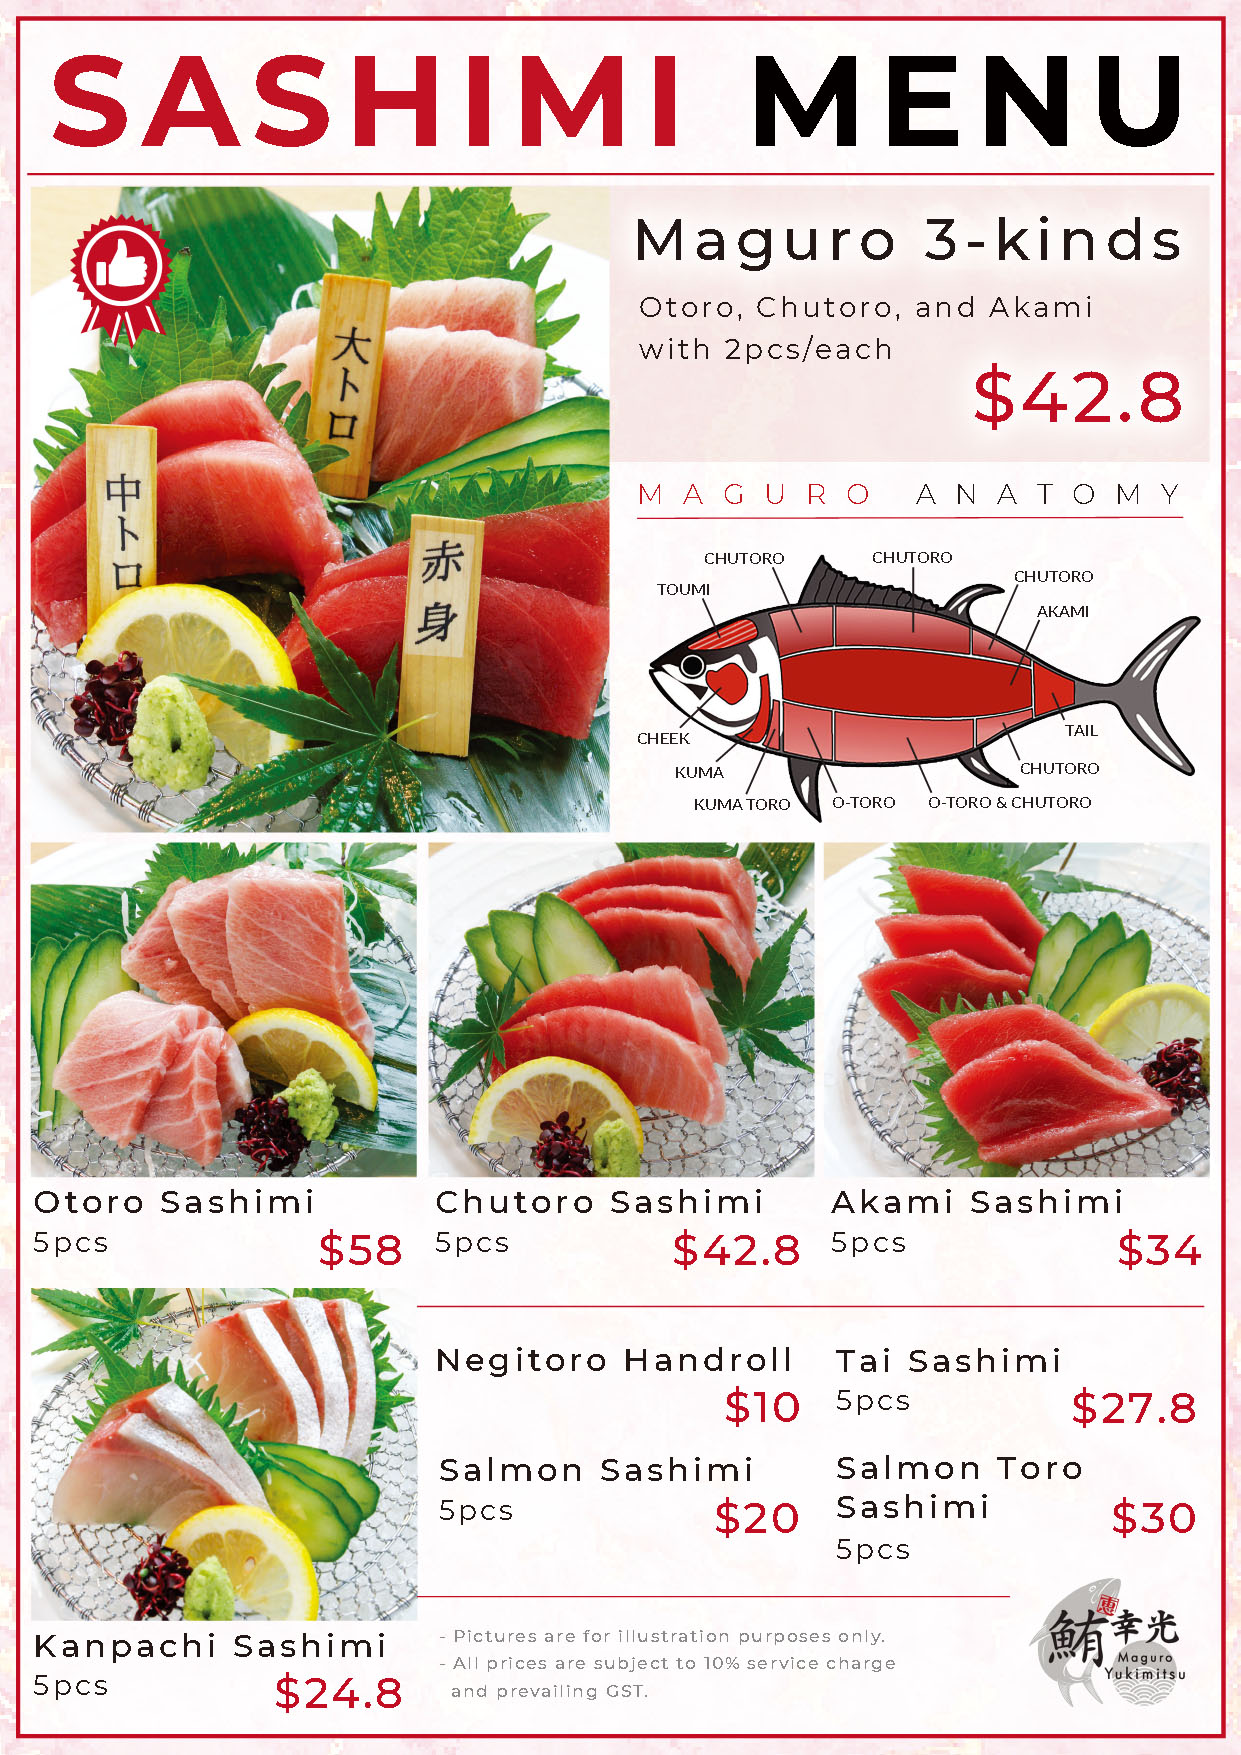 SASHIMI MENU
大トロ
中トロ
赤身
Maguro 3-kinds
Otoro, Chutoro, and Akami
with 2pcs/each
$42.8
MAGURO ANATOMY
CHUTORO
CHUTORO
CHUTORO
TOUMI
AKAMI
CHEEK
TAIL
KUMA
CHUTORO
KUMA TORO
O-TORO
O-TORO & CHUTORO
Otoro Sashimi
5pcs
$58
Chutoro Sashimi
5pcs
$42.8
Akami Sashimi
5pcs
$34
Negitoro Handroll
$10
Tai Sashimi
5pcs
$27.8
Salmon Sashimi
5pcs
$20
Salmon Toro
Sashimi
5pcs
$30
Kanpachi Sashimi
5pcs
$24.8
- Pictures are for illustration purposes only.
- All prices are subject to 10% service charge
and prevailing GST.
恵
鮪幸光
Maguro
Yukimitsu